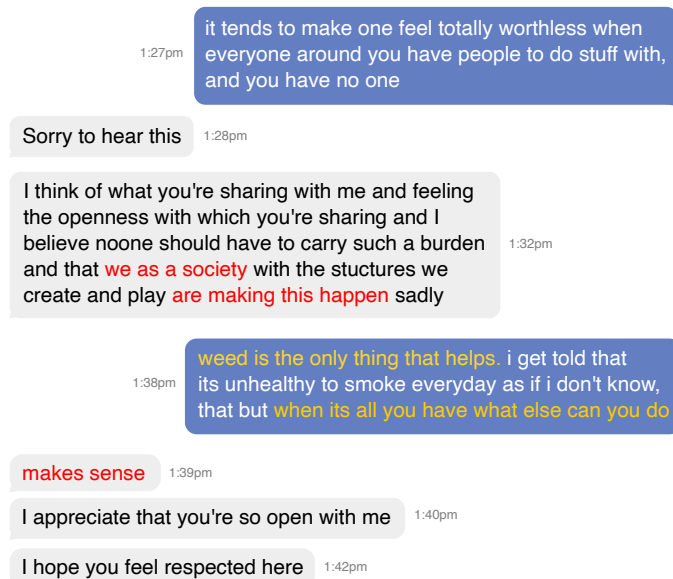 it tends to make one feel totally worthless when
1:27pm everyone around you have people to do stuff with,
and you have no one
Sorry to hear this 1:28pm
I think of what you're sharing with me and feeling
the openness with which you're sharing and I
believe noone should have to carry such a burden 1:32pm
and that we as a society with the stuctures we
create and play are making this happen sadly
weed is the only thing that helps. i get told that
1:38pm its unhealthy to smoke everyday as if i don't know,
that but when its all you have what else can you do
makes sense 1:39pm
I appreciate that you're so open with me 1:40pm
I hope you feel respected here 1:42pm